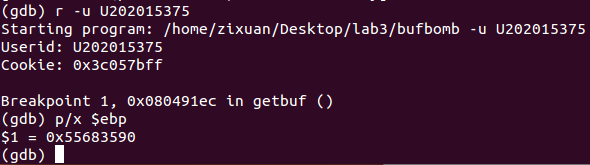 (gdb) r -u U202015375
Starting program: /home/zixuan/Desktop/lab3/bufbomb -u U202015375
Userid: U202015375
Cookie: 0x3c057bff
Breakpoint 1, 0x080491ec in getbuf ()
(gdb) p/x $ebp
$1 = 0x55683590
(gdb)